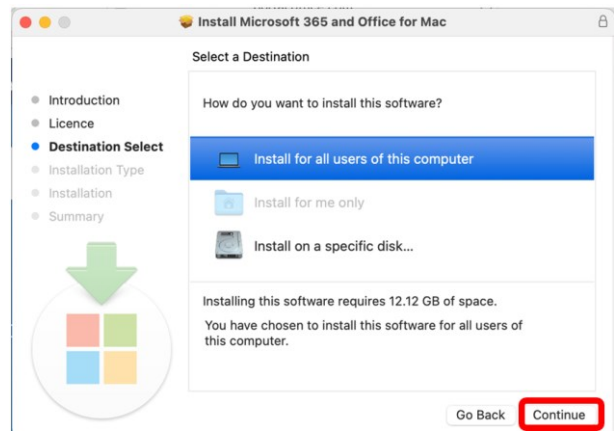 Install Microsoft 365 and Office for Mac
Select a Destination
Introduction
Licence
Destination Select
Installation Type
Installation
Summary
How do you want to install this software?
Install for all users of this computer
Install for me only
Install on a specific disk...
Installing this software requires 12.12 GB of space.
You have chosen to install this software for all users of
this computer.
Go Back
Continue